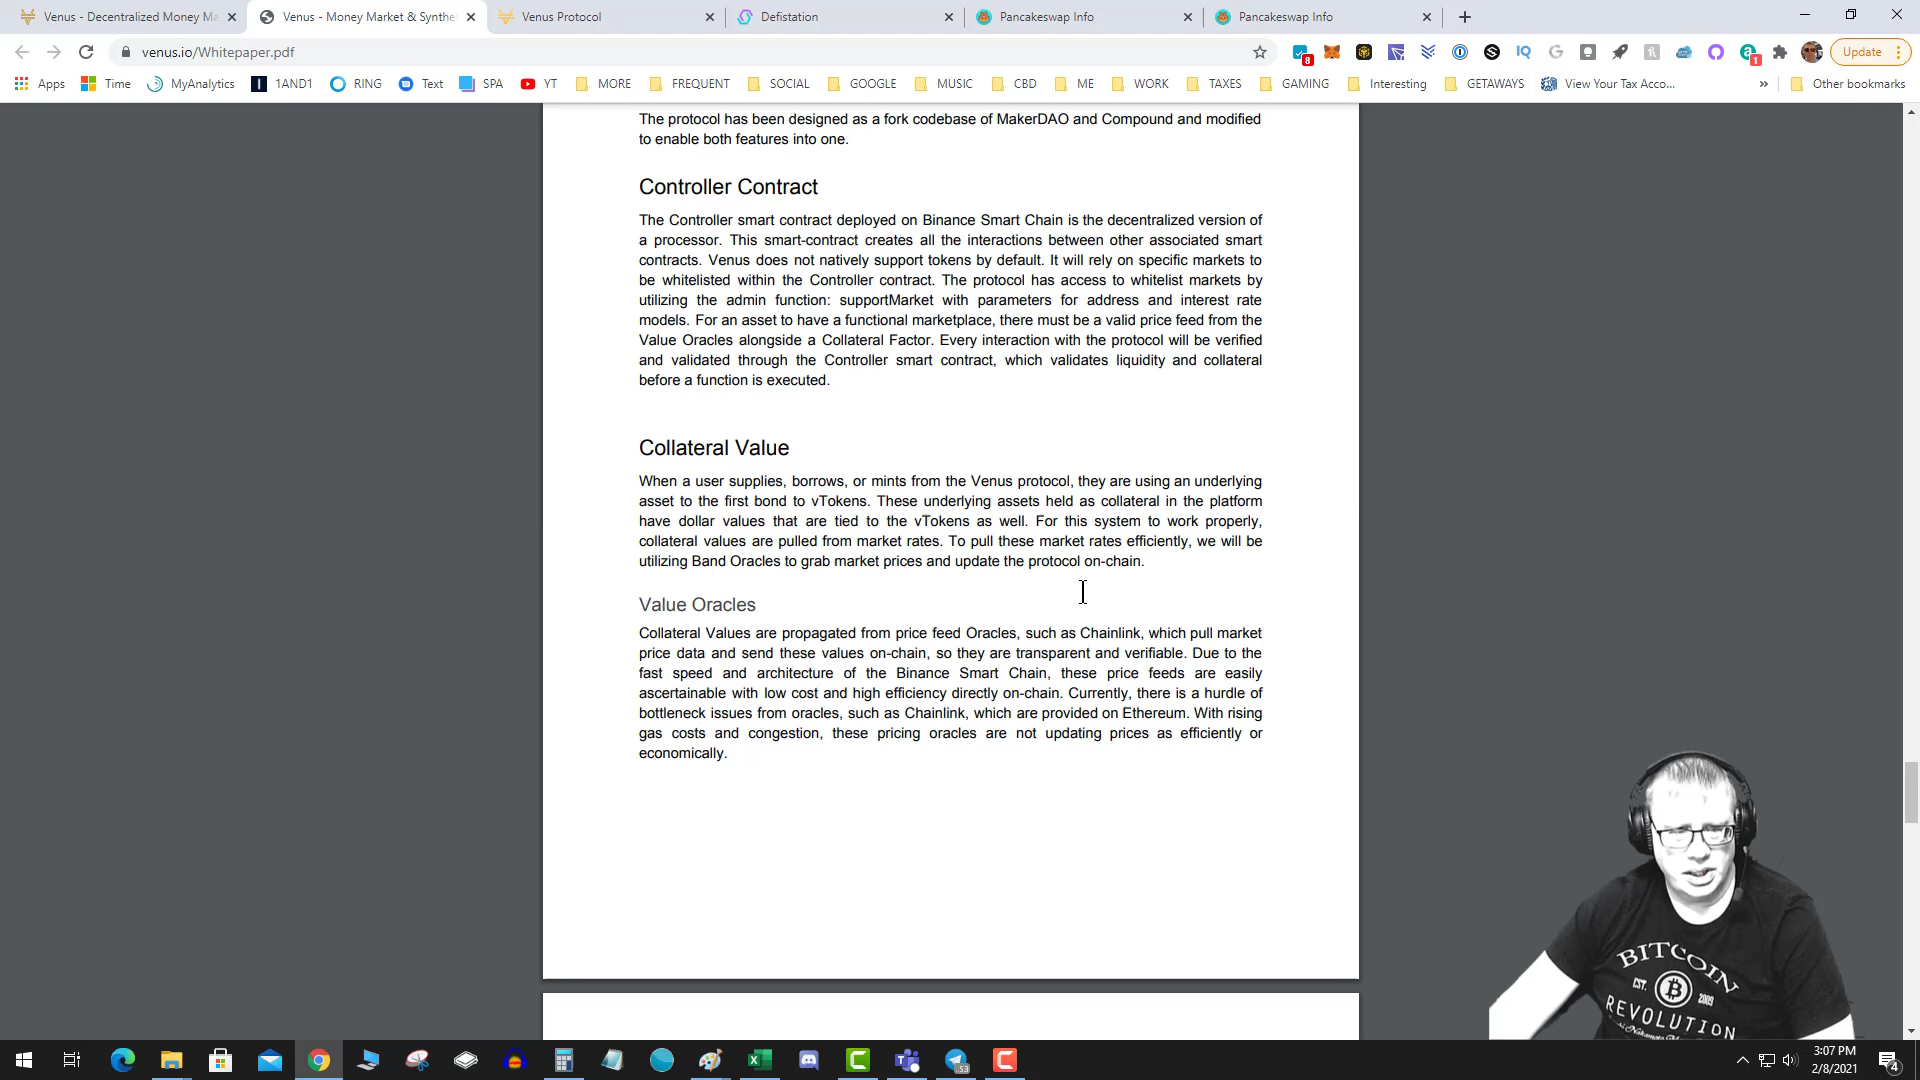 Venus - Decentralized Money Ma
Venus - Money Market & Synthe
Venus Protocol
Defistation
Pancakeswap Info
Pancakeswap Info
venus.io/Whitepaper.pdf
8
IQ
1
Update
Apps
Time
MyAnalytics
1AND1
RING
Text
SPA
YT
MORE
FREQUENT
SOCIAL
GOOGLE
MUSIC
CBD
ME
WORK
TAXES
GAMING
Interesting
GETAWAYS
View Your Tax Acco...
Other bookmarks
The protocol has been designed as a fork codebase of MakerDAO and Compound and modified
to enable both features into one.
Controller Contract
The Controller smart contract deployed on Binance Smart Chain is the decentralized version of
a processor. This smart-contract creates all the interactions between other associated smart
contracts. Venus does not natively support tokens by default. It will rely on specific markets to
be whitelisted within the Controller contract. The protocol has access to whitelist markets by
utilizing the admin function: supportMarket with parameters for address and interest rate
models. For an asset to have a functional marketplace, there must be a valid price feed from the
Value Oracles alongside a Collateral Factor. Every interaction with the protocol will be verified
and validated through the Controller smart contract, which validates liquidity and collateral
before a function is executed.
Collateral Value
When a user supplies, borrows, or mints from the Venus protocol, they are using an underlying
asset to the first bond to vTokens. These underlying assets held as collateral in the platform
have dollar values that are tied to the vTokens as well. For this system to work properly,
collateral values are pulled from market rates. To pull these market rates efficiently, we will be
utilizing Band Oracles to grab market prices and update the protocol on-chain.
Value Oracles
Collateral Values are propagated from price feed Oracles, such as Chainlink, which pull market
price data and send these values on-chain, so they are transparent and verifiable. Due to the
fast speed and architecture of the Binance Smart Chain, these price feeds are easily
ascertainable with low cost and high efficiency directly on-chain. Currently, there is a hurdle of
bottleneck issues from oracles, such as Chainlink, which are provided on Ethereum. With rising
gas costs and congestion, these pricing oracles are not updating prices as efficiently or
economically.
BITCOIN
EST. B 2009
REVOLUTION
53
3:07 PM
2/8/2021
4